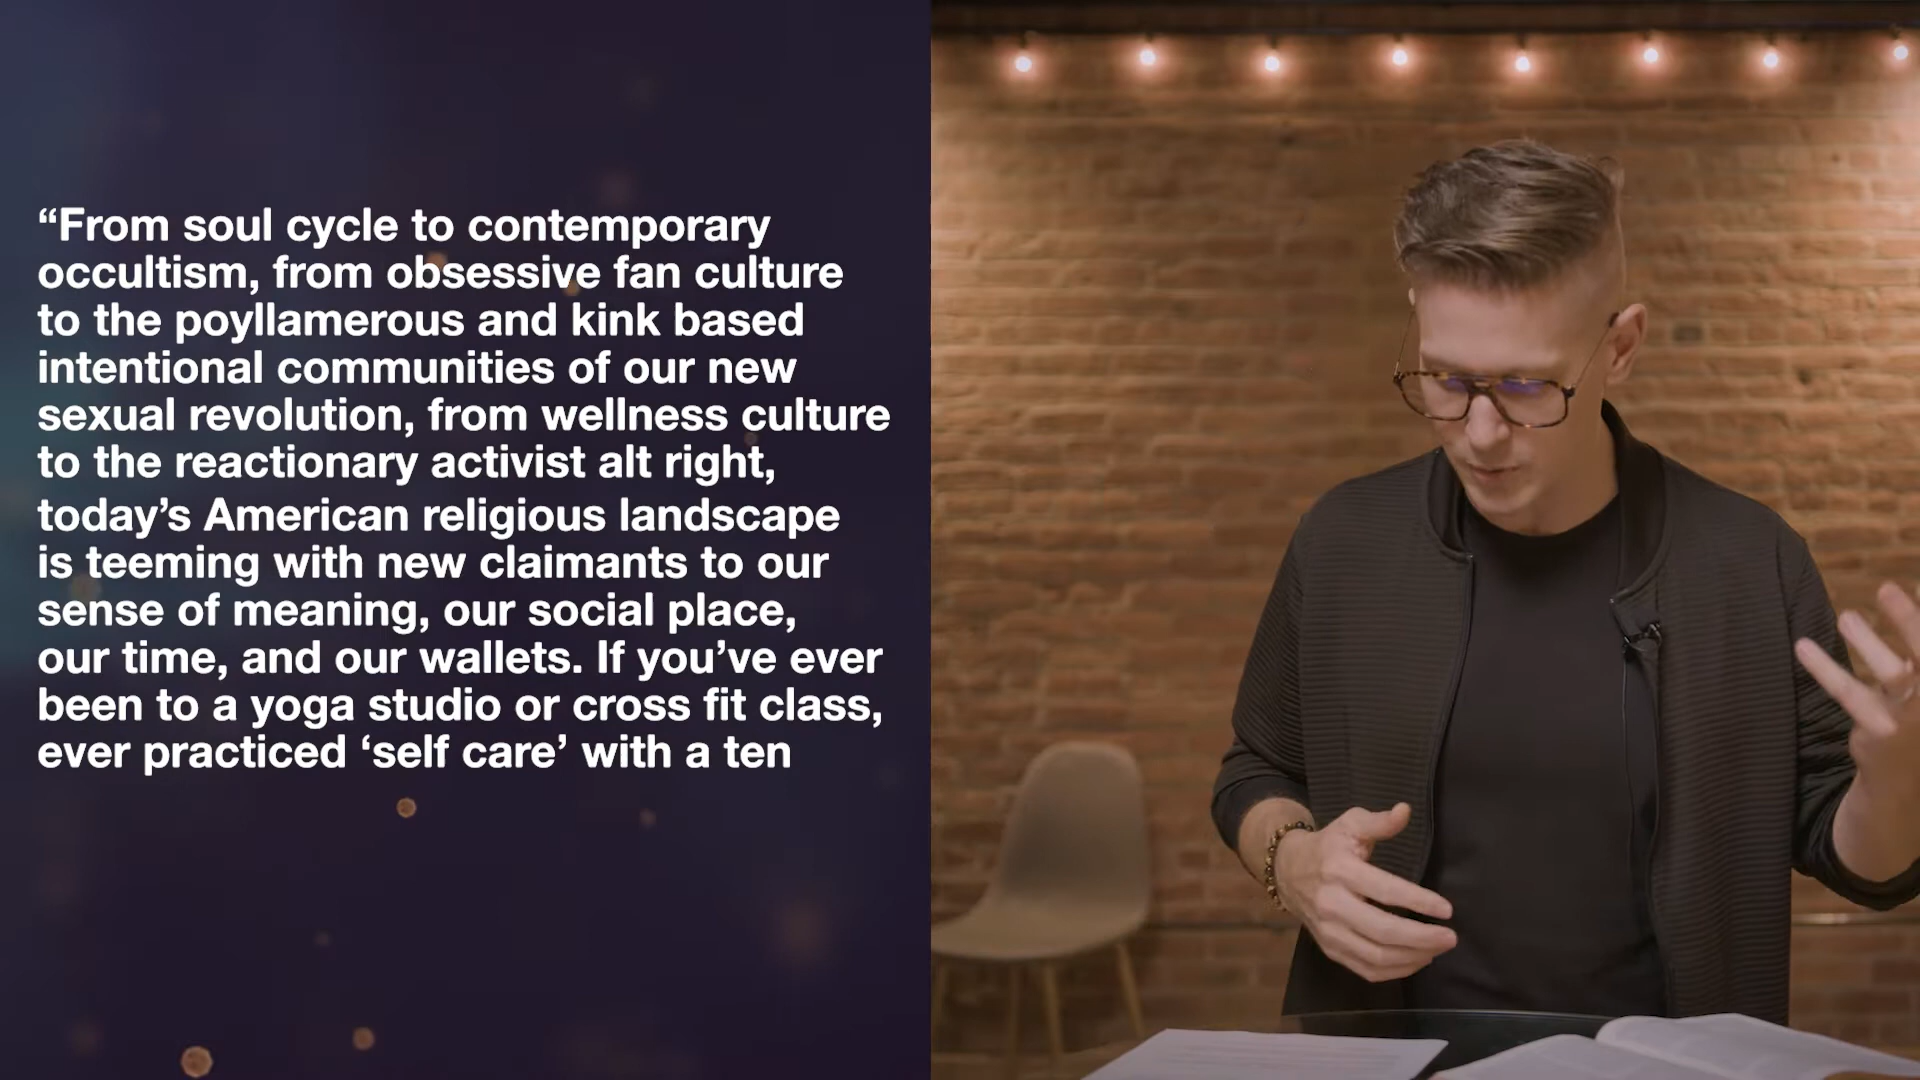 “From soul cycle to contemporary
occultism, from obsessive fan culture
to the poyllamerous and kink based
intentional communities of our new
sexual revolution, from wellness culture
to the reactionary activist alt right,
today’s American religious landscape
is teeming with new claimants to our
sense of meaning, our social place,
our time, and our wallets. If you’ve ever
been to a yoga studio or cross fit class,
ever practiced ‘self care’ with a ten